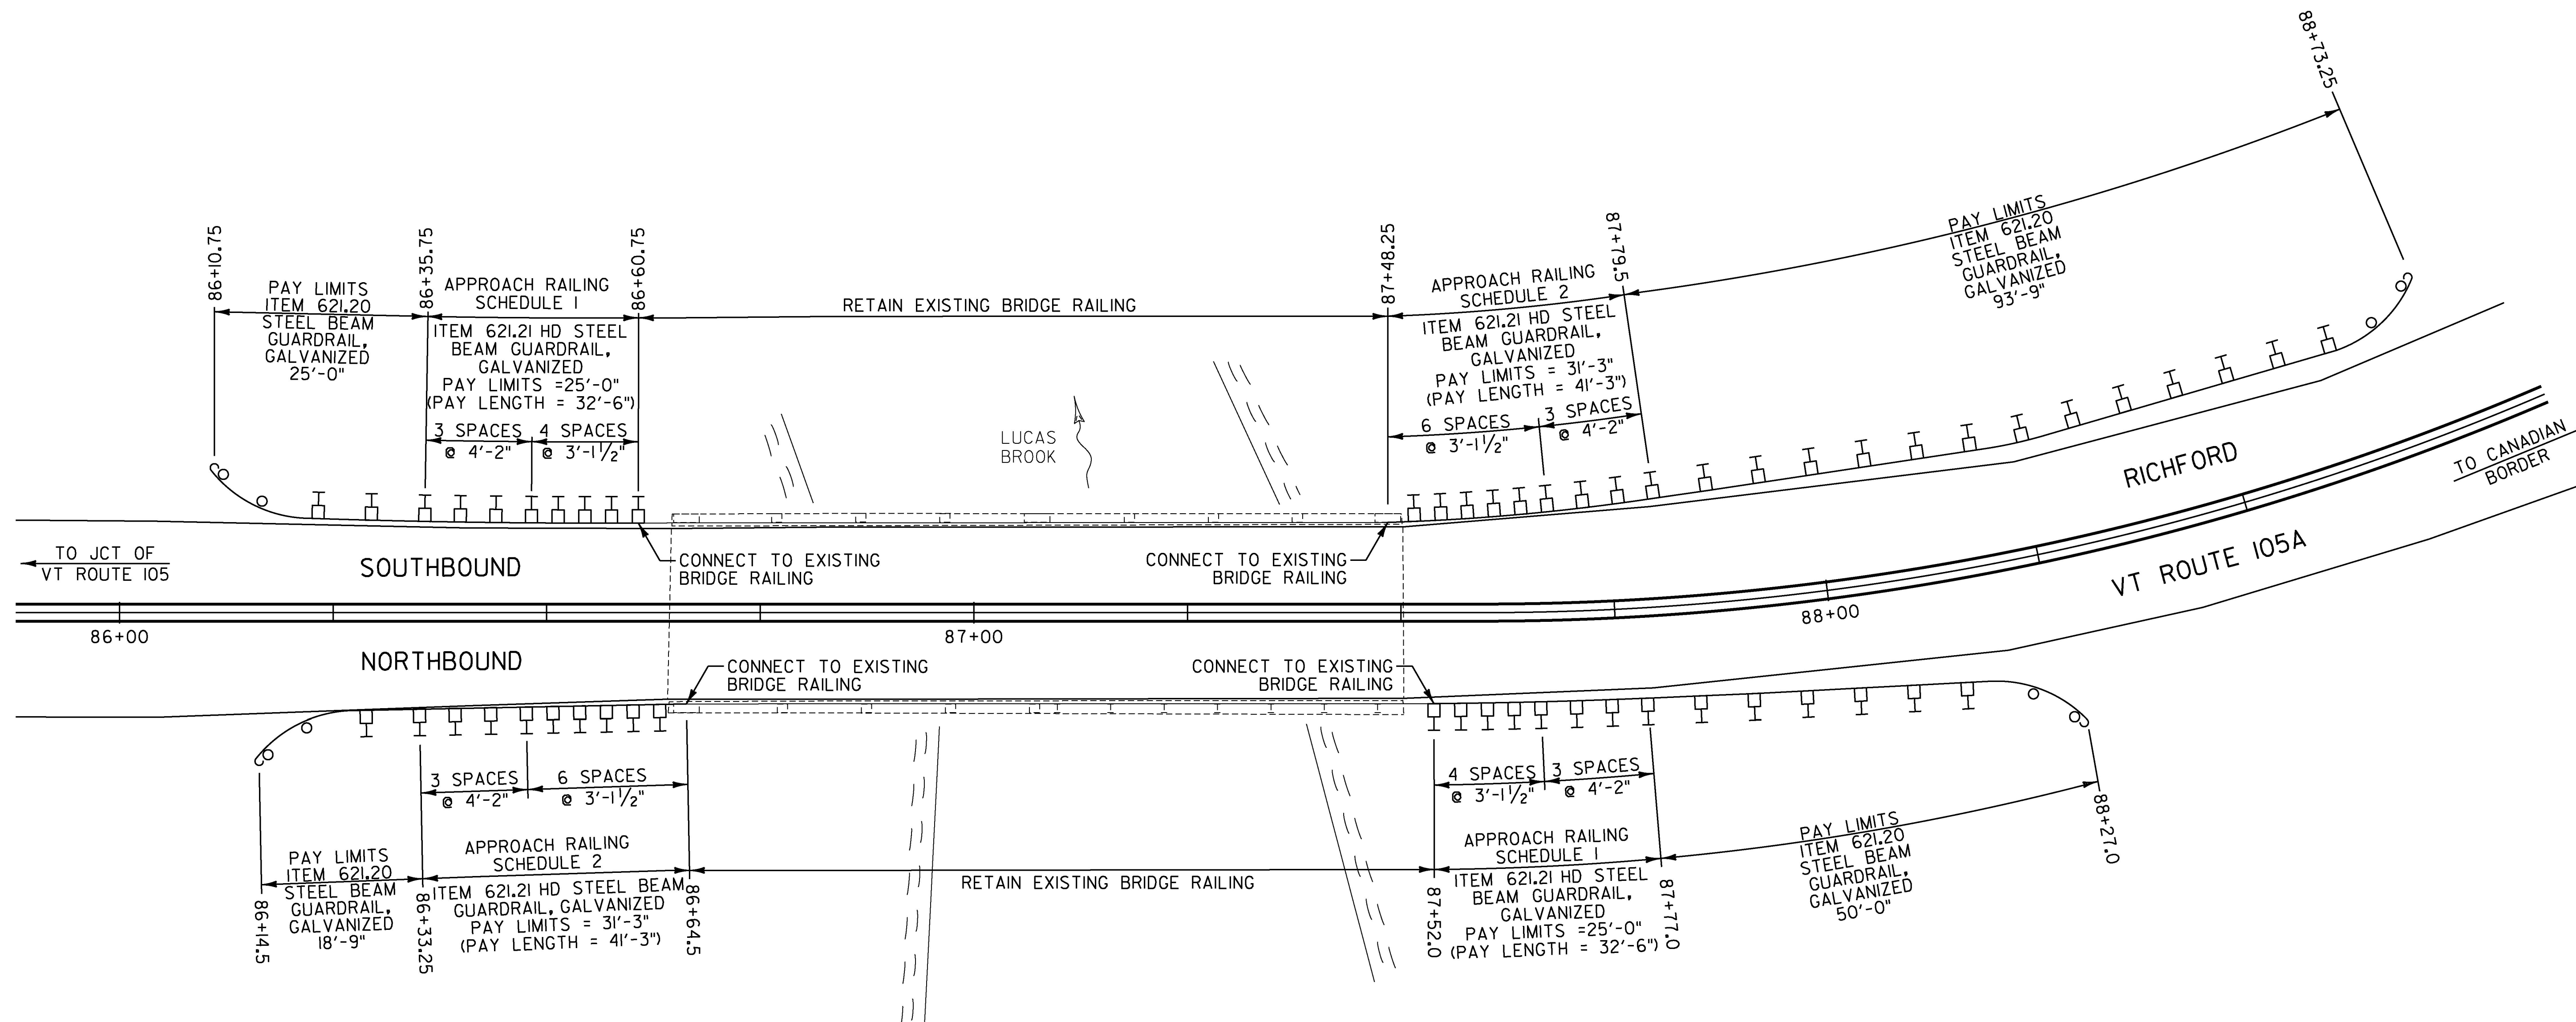 88+73.25
PAY LIMITS
ITEM 621.20
STEEL BEAM
GUARDRAIL,
GALVANIZED
93'-9"
86+10.75
86+35.75
86+60.75
87+48.25
87+79.5
PAY LIMITS
ITEM 621.20
STEEL BEAM
GUARDRAIL,
GALVANIZED
25'-0"
APPROACH RAILING
SCHEDULE 1
ITEM 621.21 HD STEEL
BEAM GUARDRAIL,
GALVANIZED
PAY LIMITS =25'-0"
(PAY LENGTH = 32'-6")
3 SPACES
@ 4'-2"
4 SPACES
@ 3'-1½"
RETAIN EXISTING BRIDGE RAILING
APPROACH RAILING
SCHEDULE 2
ITEM 621.21 HD STEEL
BEAM GUARDRAIL,
GALVANIZED
PAY LIMITS = 31'-3"
(PAY LENGTH = 41'-3")
6 SPACES
@ 3'-1½"
3 SPACES
@ 4'-2"
LUCAS
BROOK
RICHFORD
TO CANADIAN
BORDER
TO JCT OF
VT ROUTE 105
SOUTHBOUND
CONNECT TO EXISTING
BRIDGE RAILING
CONNECT TO EXISTING
BRIDGE RAILING
VT ROUTE 105A
86+00
87+00
88+00
NORTHBOUND
CONNECT TO EXISTING
BRIDGE RAILING
CONNECT TO EXISTING
BRIDGE RAILING
3 SPACES
@ 4'-2"
6 SPACES
@ 3'-1½"
4 SPACES
@ 3'-1½"
3 SPACES
@ 4'-2"
PAY LIMITS
ITEM 621.20
STEEL BEAM
GUARDRAIL,
GALVANIZED
18'-9"
APPROACH RAILING
SCHEDULE 2
ITEM 621.21 HD STEEL BEAM
GUARDRAIL, GALVANIZED
PAY LIMITS = 31'-3"
(PAY LENGTH = 41'-3")
RETAIN EXISTING BRIDGE RAILING
APPROACH RAILING
SCHEDULE 1
ITEM 621.21 HD STEEL
BEAM GUARDRAIL,
GALVANIZED
PAY LIMITS =25'-0"
(PAY LENGTH = 32'-6")
PAY LIMITS
ITEM 621.20
STEEL BEAM
GUARDRAIL,
GALVANIZED
50'-0"
86+14.5
86+33.25
86+64.5
87+52.0
87+77.0
88+27.0